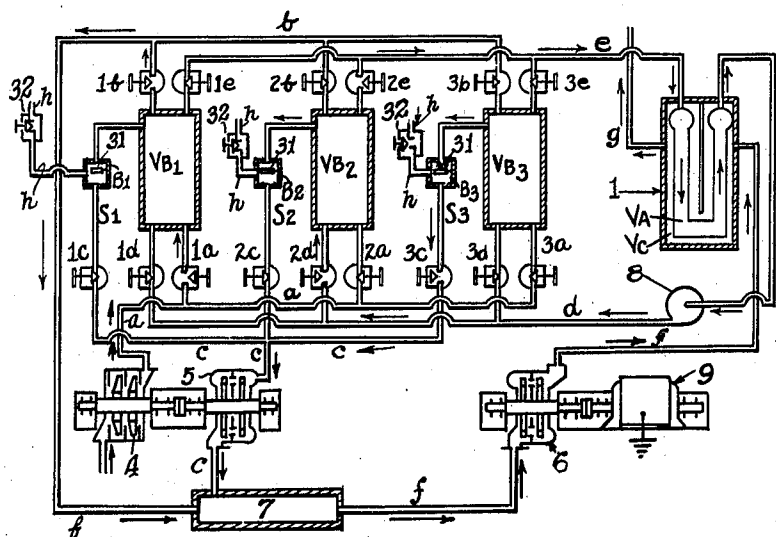 b
e
1b 1e 2b 2e 3b 3e
32 h 32 h 32 h
31 31 31
VB1 VB2 VB3
B1 B2 B3
h h h
g
1
VA
VC
S1 S2 S3
1c 1d 1a 2c 2d 2a 3c 3d 3a
8
a a d
c c c f
5 9
4 6
c
7 f
b